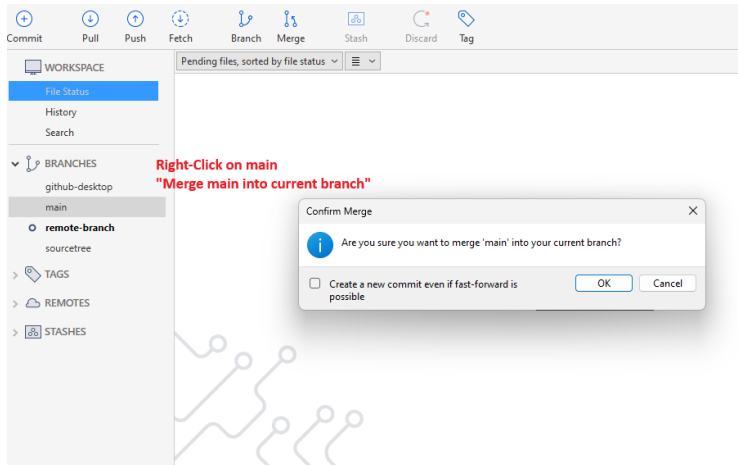 Commit Pull Push Fetch Branch Merge Stash Discard Tag
WORKSPACE
File Status
History
Search
BRANCHES
github-desktop
main
remote-branch
sourcetree
TAGS
REMOTES
STASHES
Pending files, sorted by file status
Right-Click on main
"Merge main into current branch"
Confirm Merge
Are you sure you want to merge 'main' into your current branch?
Create a new commit even if fast-forward is
possible
OK Cancel